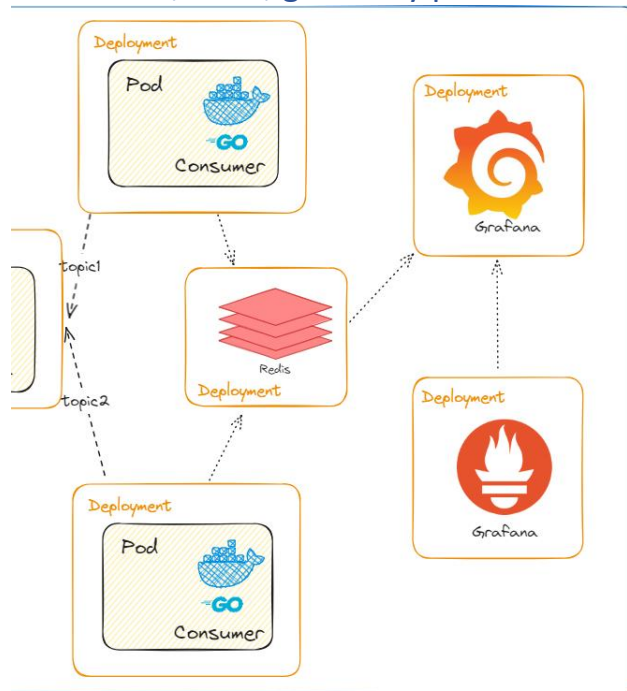 Deployment
Pod
GO
Consumer
Deployment
Grafana
topic1
Redis
Deployment
topic2
Deployment
Grafana
Deployment
Pod
GO
Consumer